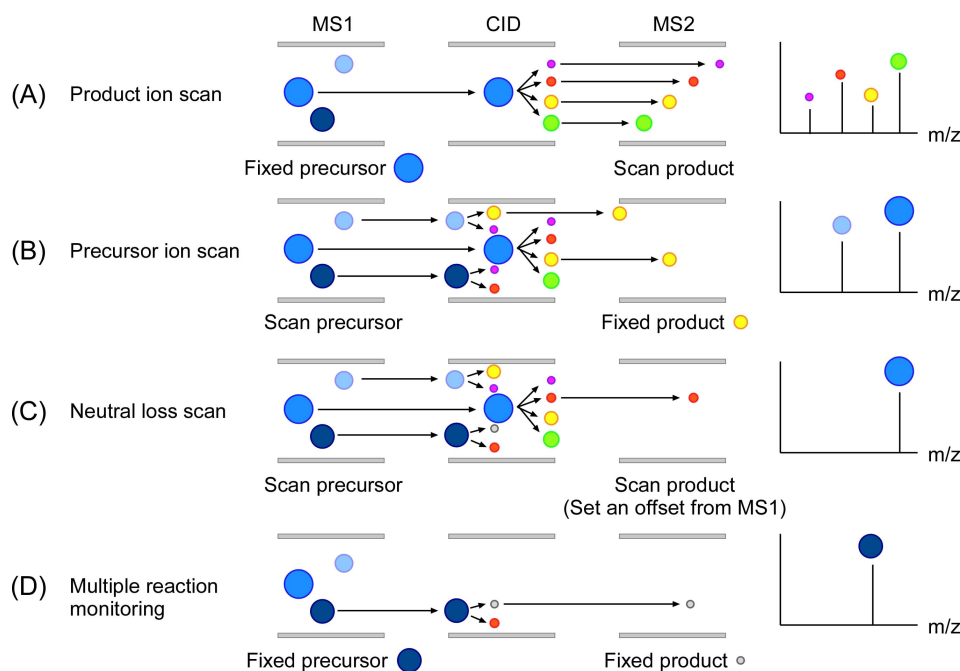 MS1 CID MS2
(A) Product ion scan
m/z
Fixed precursor Scan product
(B) Precursor ion scan
m/z
Scan precursor Fixed product
(C) Neutral loss scan
m/z
Scan precursor Scan product
(Set an offset from MS1)
(D) Multiple reaction
monitoring
m/z
Fixed precursor Fixed product